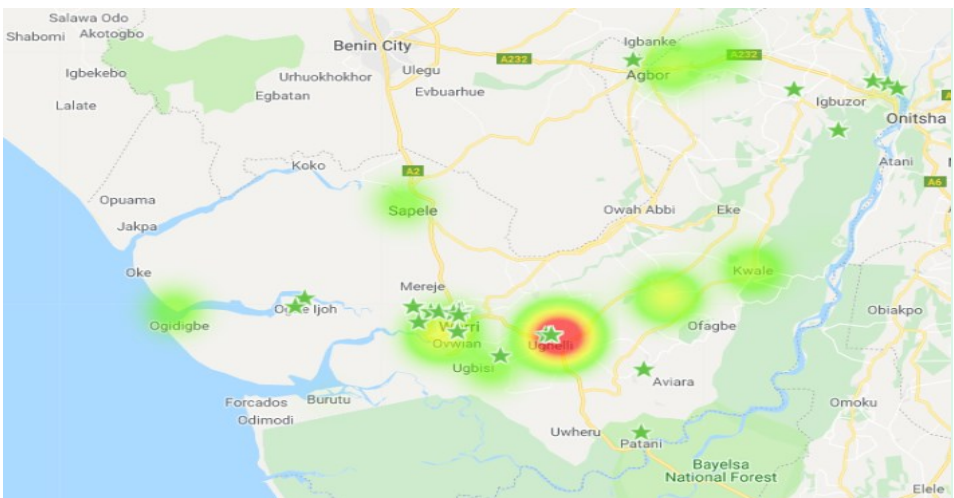 Salawa Odo
Shabomi
Akotogbo
Benin City
Igbanke
A232
A232
Agbor
Igbekebo
Urhuokhokhor
Ulegu
Egbatan
Evbuarhue
Lalate
Igbuzor
Onitsha
Koko
A2
Atani
A6
Opuama
Sapele
Owah Abbi
Eke
Jakpa
Oke
Kwale
Mereje
Ogbe Ijoh
Obiakpo
Ogidigbe
Warri
Ofagbe
Ovwian
Ughelli
Ugbisi
Aviara
Forcados
Burutu
Omoku
Odimodi
Uwheru
Patani
Bayelsa
National Forest
Elele